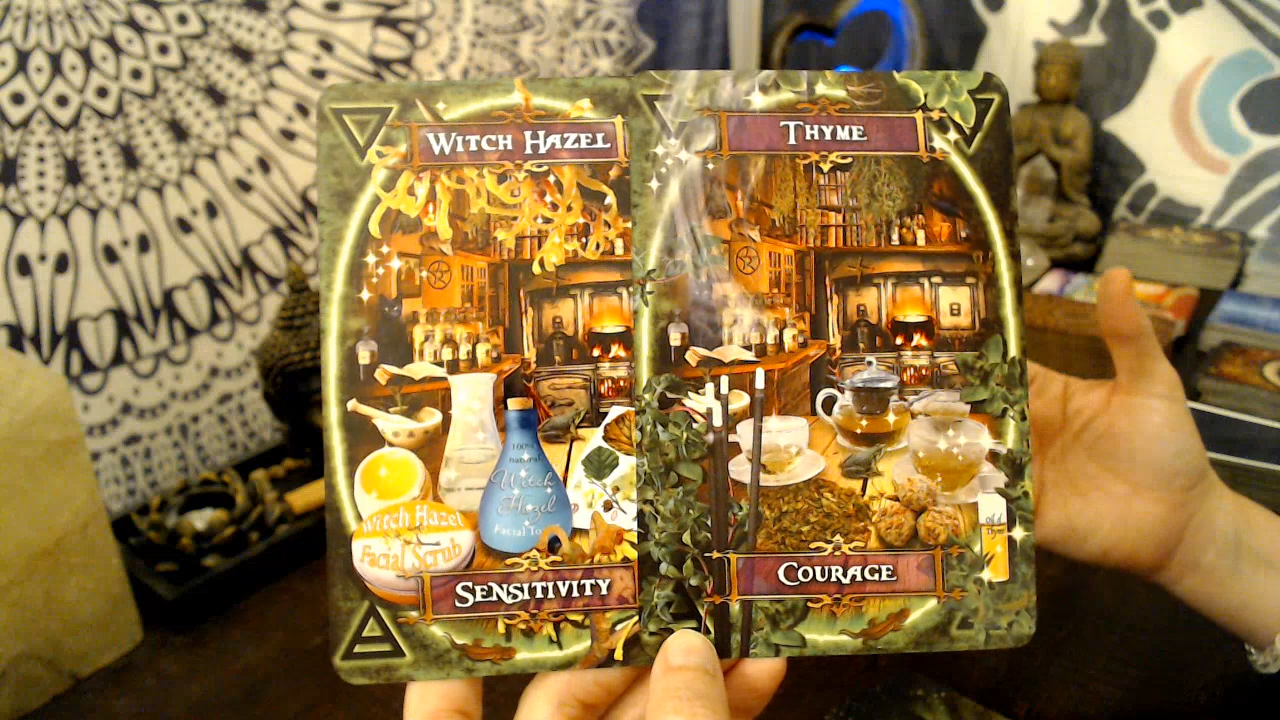 Witch Hazel
Thyme
100%
natural
Witch
Hazel
Facial To
Witch Hazel
Facial Scrub
Thyme
Sensitivity
Courage